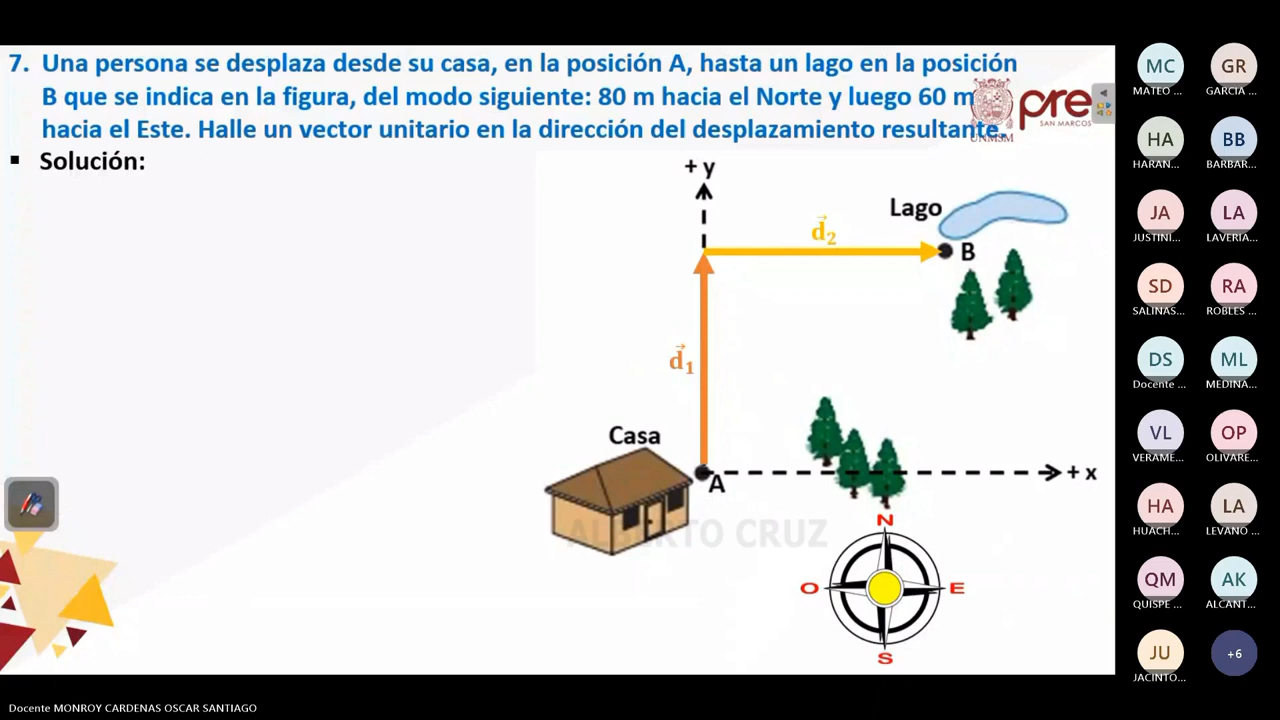 7. Una persona se desplaza desde su casa, en la posición A, hasta un lago en la posición
B que se indica en la figura, del modo siguiente: 80 m hacia el Norte y luego 60 m
hacia el Este. Halle un vector unitario en la dirección del desplazamiento resultante.
UNMSM
pre
SAN MARCOS
▪ Solución:
+ y
Lago
d⃗₂
B
d⃗₁
Casa
A
+ x
ALBERTO CRUZ
N
O
E
S
MC
MATEO ...
GR
GARCIA ...
HA
HARAN...
BB
BARBAR...
JA
JUSTINI...
LA
LAVERIA...
SD
SALINAS...
RA
ROBLES ...
DS
Docente ...
ML
MEDINA...
VL
VERAME...
OP
OLIVARE...
HA
HUACH...
LA
LEVANO ...
QM
QUISPE ...
AK
ALCANT...
JU
JACINTO...
+6
Docente MONROY CARDENAS OSCAR SANTIAGO